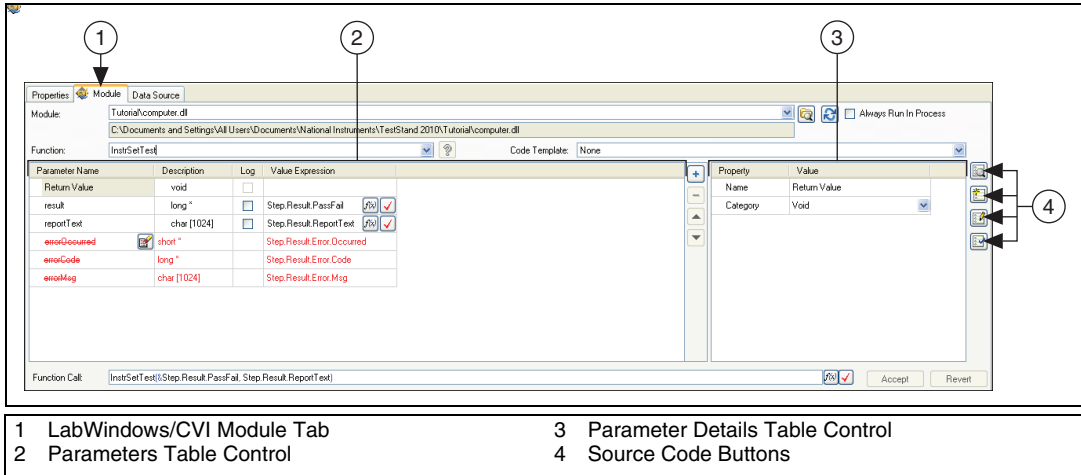 1 2 3
Properties Module Data Source
Module: Tutorial\computer.dll Always Run In Process
C:\Documents and Settings\All Users\Documents\National Instruments\TestStand 2010\Tutorial\computer.dll
Function: InstrSetTest ? Code Template: None
Parameter Name Description Log Value Expression + Property Value
Return Value void Name Return Value
result long * Step.Result.PassFail f(x) Category Void
reportText char [1024] Step.Result.ReportText f(x)
errorOccurred short * Step.Result.Error.Occurred
errorCode long * Step.Result.Error.Code
errorMsg char [1024] Step.Result.Error.Msg
4
Function Call: InstrSetTest(&Step.Result.PassFail, Step.Result.ReportText) f(x) Accept Revert
1 LabWindows/CVI Module Tab 3 Parameter Details Table Control
2 Parameters Table Control 4 Source Code Buttons